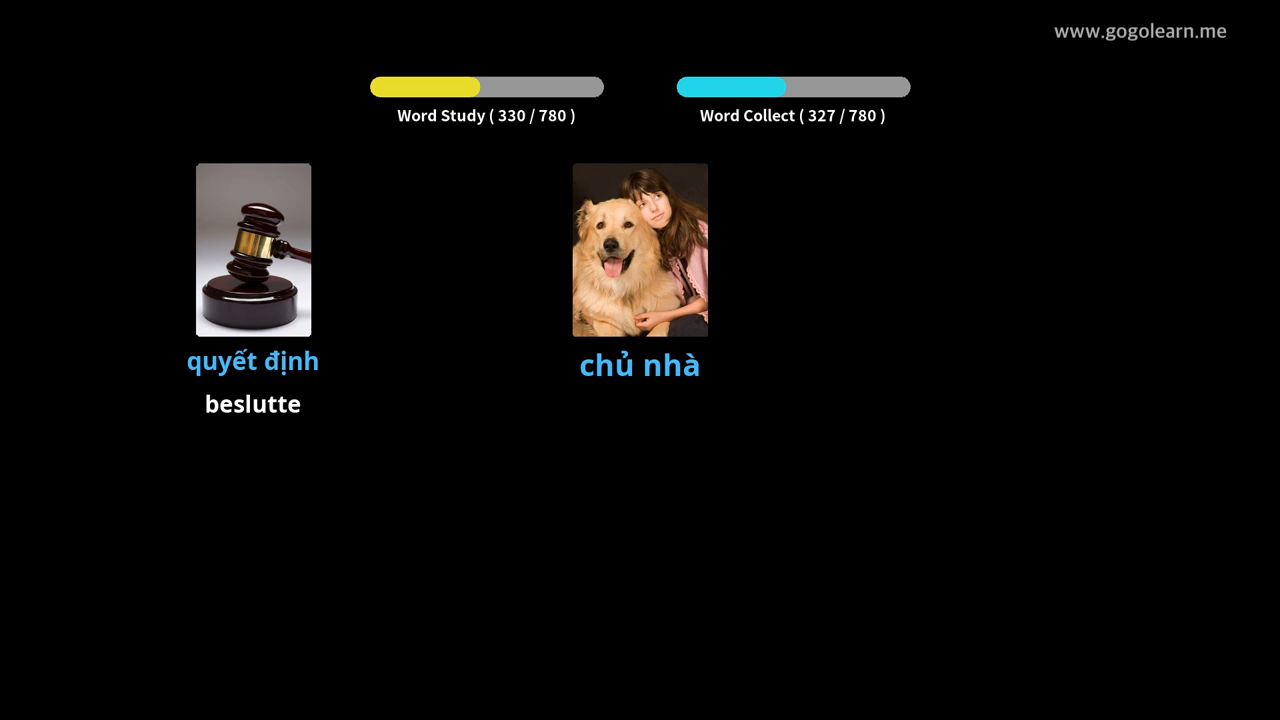 www.gogolearn.me
Word Study ( 330 / 780 )
Word Collect ( 327 / 780 )
quyết định
beslutte
chủ nhà